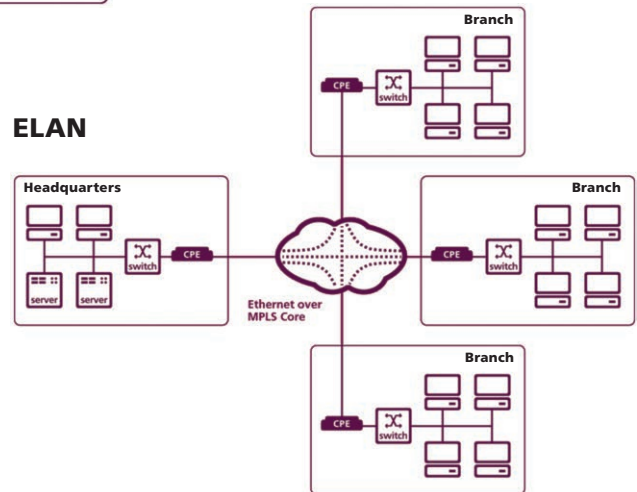 Branch
CPE
switch
ELAN
Headquarters
server
server
switch
CPE
Ethernet over
MPLS Core
Branch
CPE
switch
Branch
CPE
switch